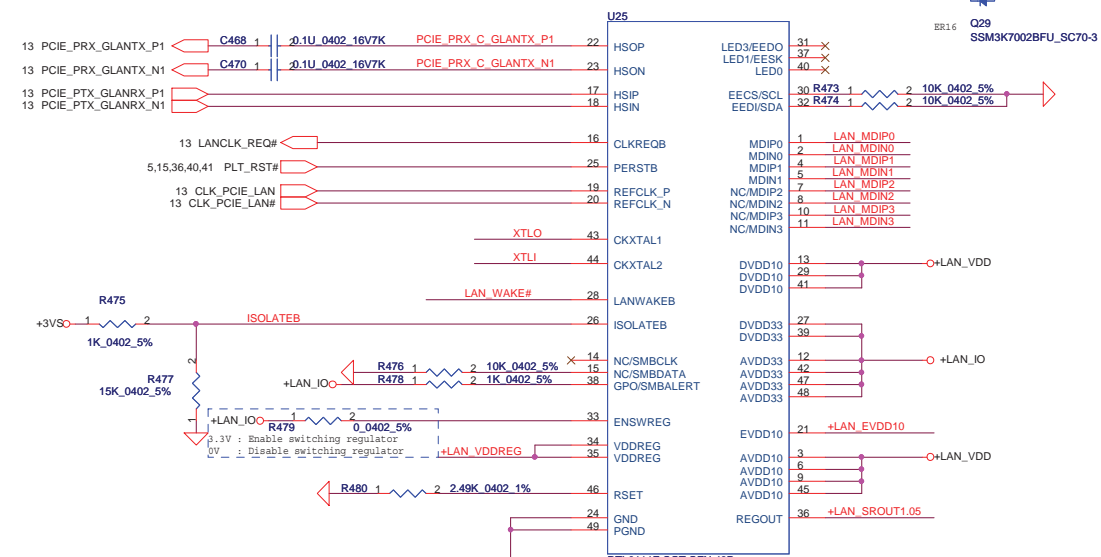 U25
Q29
ER16
SSM3K7002BFU_SC70-3
13 PCIE_PRX_GLANTX_P1 C468 1 2 0.1U_0402_16V7K PCIE_PRX_C_GLANTX_P1 22 HSOP
13 PCIE_PRX_GLANTX_N1 C470 1 2 0.1U_0402_16V7K PCIE_PRX_C_GLANTX_N1 23 HSON
13 PCIE_PTX_GLANRX_P1 17 HSIP
13 PCIE_PTX_GLANRX_N1 18 HSIN
13 LANCLK_REQ# 16 CLKREQB
5,15,36,40,41 PLT_RST# 25 PERSTB
13 CLK_PCIE_LAN 19 REFCLK_P
13 CLK_PCIE_LAN# 20 REFCLK_N
XTLO 43 CKXTAL1
XTLI 44 CKXTAL2
LAN_WAKE# 28 LANWAKEB
R475
+3VS 1 2 ISOLATEB 26 ISOLATEB
1K_0402_5%
2
R477
15K_0402_5%
1
14 NC/SMBCLK
R476 1 2 10K_0402_5% 15 NC/SMBDATA
+LAN_IO R478 1 2 1K_0402_5% 38 GPO/SMBALERT
+LAN_IO 1 2 33 ENSWREG
R479 0_0402_5%
3.3V : Enable switching regulator
0V : Disable switching regulator
34 VDDREG
+LAN_VDDREG 35 VDDREG
R480 1 2 2.49K_0402_1% 46 RSET
24 GND
49 PGND
LED3/EEDO 31
LED1/EESK 37
LED0 40
EECS/SCL 30 R473 1 2 10K_0402_5%
EEDI/SDA 32 R474 1 2 10K_0402_5%
MDIP0 1 LAN_MDIP0
MDIN0 2 LAN_MDIN0
MDIP1 4 LAN_MDIP1
MDIN1 5 LAN_MDIN1
NC/MDIP2 7 LAN_MDIP2
NC/MDIN2 8 LAN_MDIN2
NC/MDIP3 10 LAN_MDIP3
NC/MDIN3 11 LAN_MDIN3
DVDD10 13 +LAN_VDD
DVDD10 29
DVDD10 41
DVDD33 27
DVDD33 39
AVDD33 12 +LAN_IO
AVDD33 42
AVDD33 47
AVDD33 48
EVDD10 21 +LAN_EVDD10
AVDD10 3 +LAN_VDD
AVDD10 6
AVDD10 9
AVDD10 45
REGOUT 36 +LAN_SROUT1.05